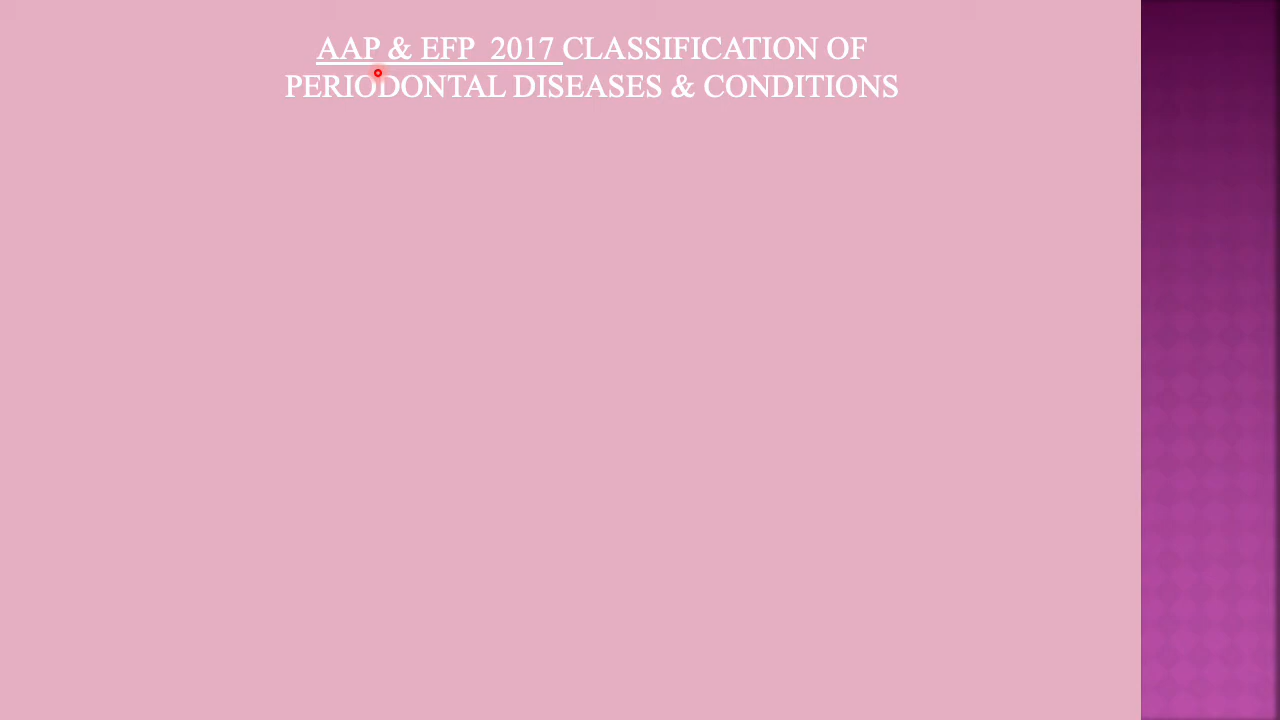 AAP & EFP  2017 CLASSIFICATION OF
PERIODONTAL DISEASES & CONDITIONS